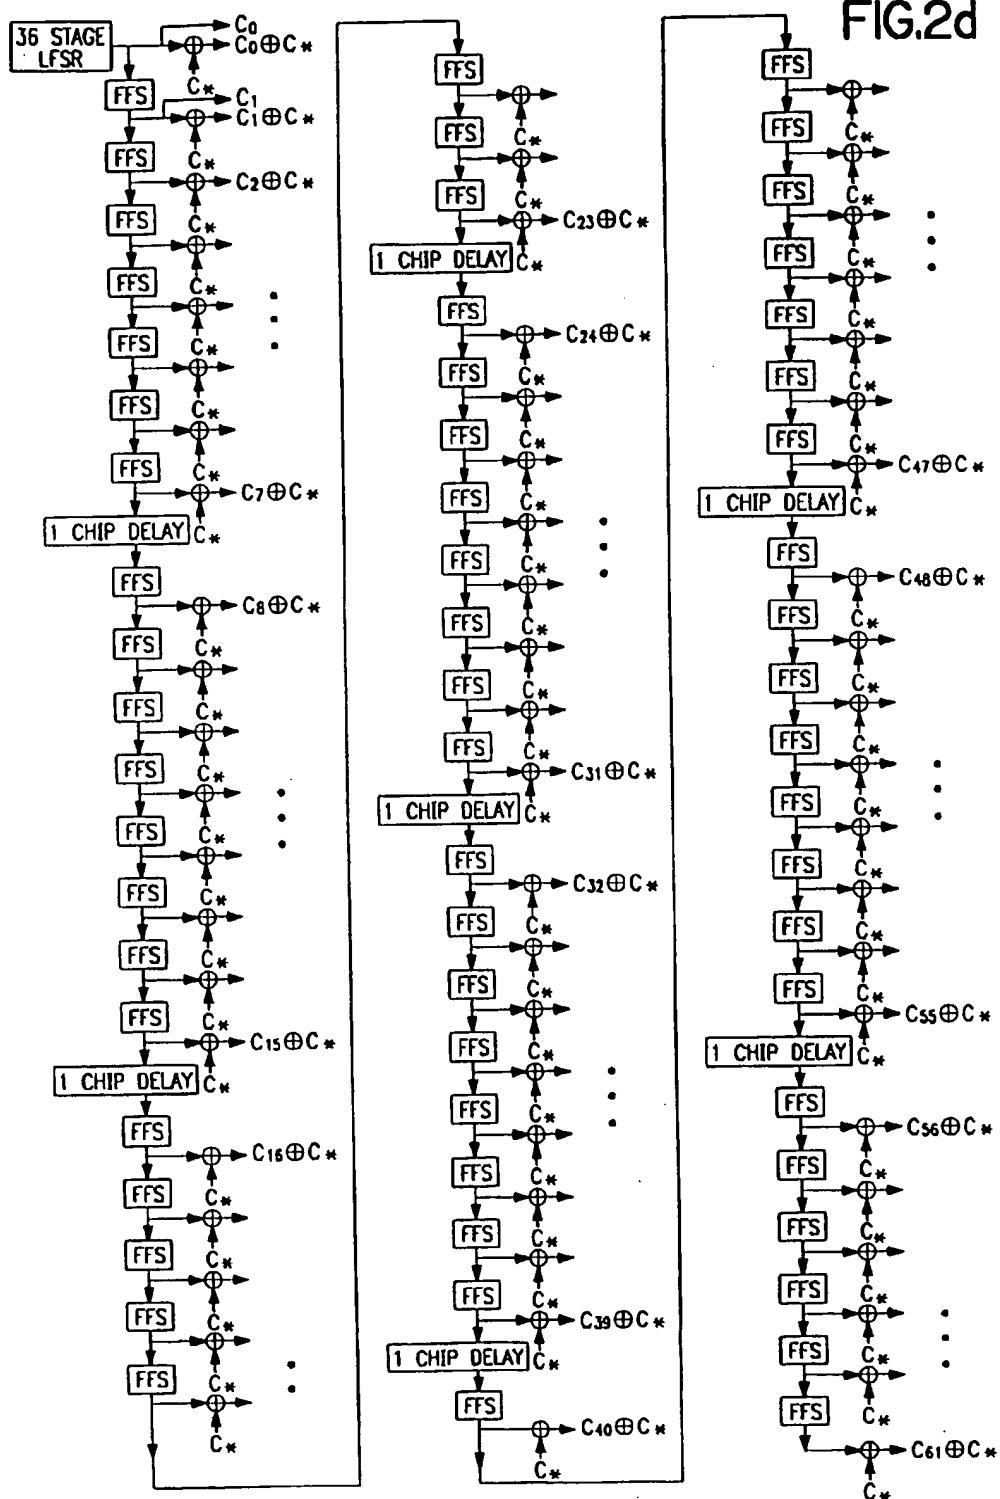 FIG.2d
36 STAGE
LFSR
C0
C0⊕C*
C*
FFS
C1
C1⊕C*
FFS
C*
C2⊕C*
FFS
C*
FFS
C*
FFS
C*
FFS
C*
FFS
C*
C7⊕C*
1 CHIP DELAY
C*
FFS
C8⊕C*
FFS
C*
FFS
C*
FFS
C*
FFS
C*
FFS
C*
FFS
C*
FFS
C*
C15⊕C*
1 CHIP DELAY
C*
FFS
C16⊕C*
FFS
C*
FFS
C*
FFS
C*
FFS
C*
C*
FFS
FFS
C*
FFS
C*
C23⊕C*
1 CHIP DELAY
C*
FFS
C24⊕C*
FFS
C*
FFS
C*
FFS
C*
FFS
C*
FFS
C*
FFS
C*
FFS
C*
C31⊕C*
1 CHIP DELAY
C*
FFS
C32⊕C*
FFS
C*
FFS
C*
FFS
C*
FFS
C*
FFS
C*
FFS
C*
FFS
C*
C39⊕C*
1 CHIP DELAY
C*
FFS
C40⊕C*
C*
FFS
FFS
C*
FFS
C*
FFS
C*
FFS
C*
FFS
C*
FFS
C*
C47⊕C*
1 CHIP DELAY
C*
FFS
C48⊕C*
FFS
C*
FFS
C*
FFS
C*
FFS
C*
FFS
C*
FFS
C*
FFS
C*
C55⊕C*
1 CHIP DELAY
C*
FFS
C56⊕C*
FFS
C*
FFS
C*
FFS
C*
FFS
C*
FFS
C*
C61⊕C*
C*